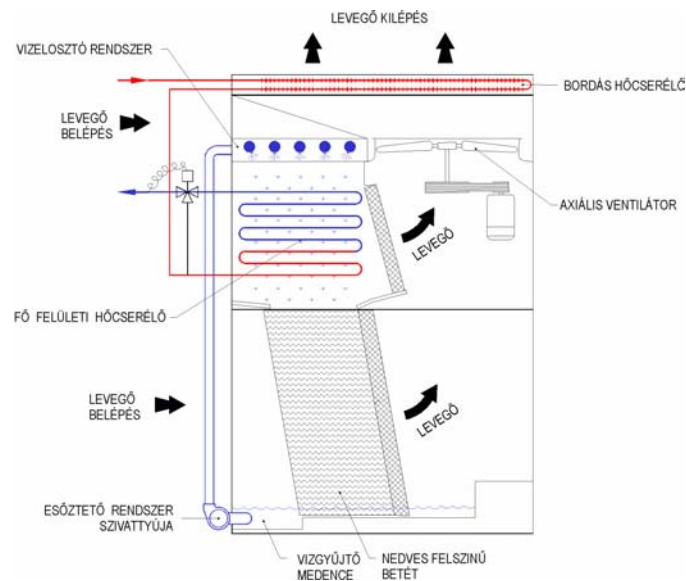 LEVEGŐ KILÉPÉS
VIZELOSZTÓ RENDSZER
BORDÁS HŐCSERÉLŐ
LEVEGŐ
BELÉPÉS
AXIÁLIS VENTILÁTOR
LEVEGŐ
FŐ FELÜLETI HŐCSERÉLŐ
LEVEGŐ
BELÉPÉS
LEVEGŐ
ESŐZTETŐ RENDSZER
SZIVATTYÚJA
VIZGYŰJTŐ
MEDENCE
NEDVES FELSZINŰ
BETÉT